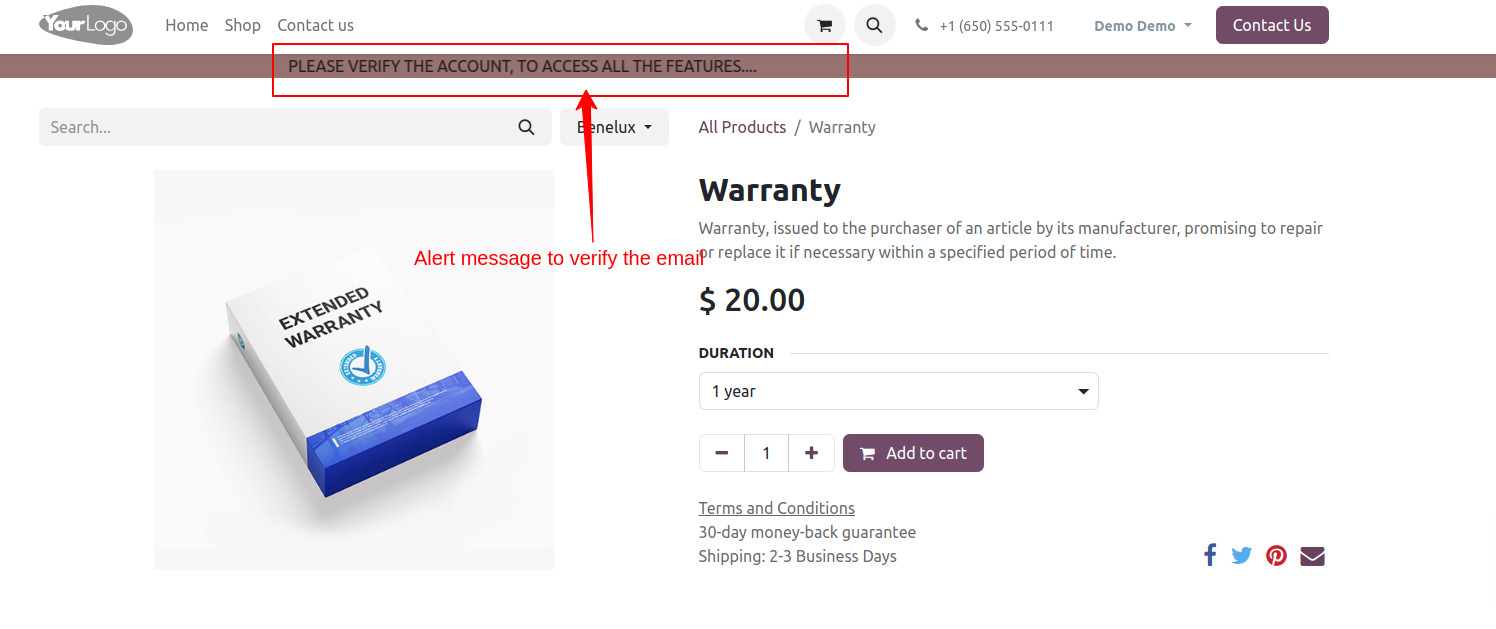 YourLogo
Home Shop Contact us
+1 (650) 555-0111
Demo Demo
Contact Us
PLEASE VERIFY THE ACCOUNT, TO ACCESS ALL THE FEATURES....
Search...
Benelux
All Products / Warranty
Warranty
Warranty, issued to the purchaser of an article by its manufacturer, promising to repair
or replace it if necessary within a specified period of time.
Alert message to verify the email
$ 20.00
EXTENDED
WARRANTY
DURATION
1 year
1
Add to cart
Terms and Conditions
30-day money-back guarantee
Shipping: 2-3 Business Days